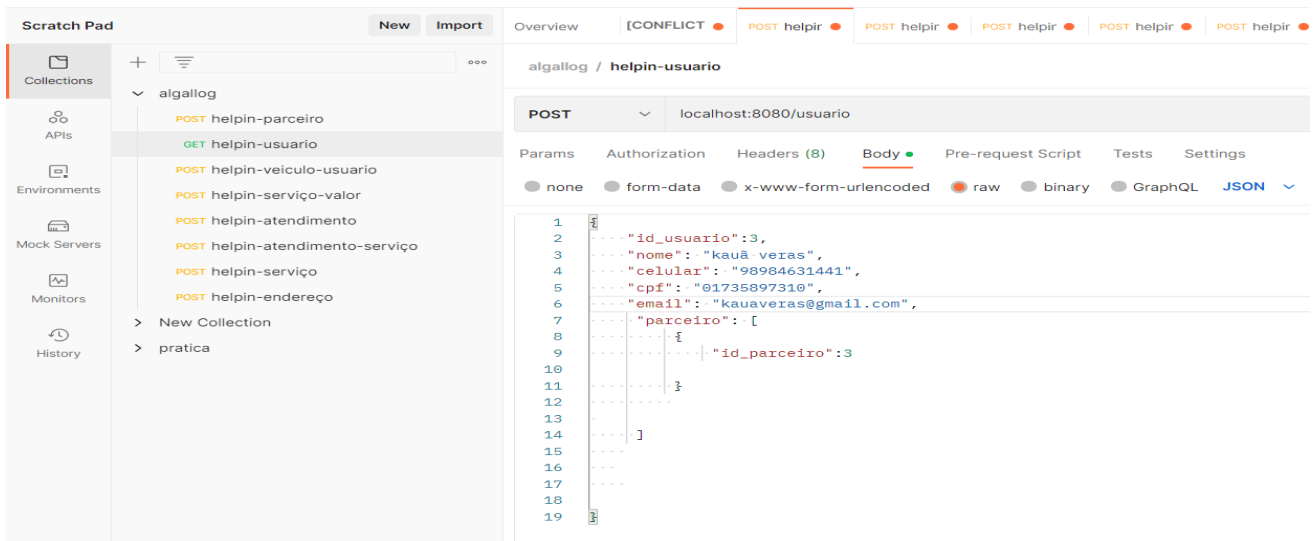 Scratch Pad New Import
Overview [CONFLICT POST helpir POST helpir POST helpir POST helpir POST helpir
Collections
APIs
Environments
Mock Servers
Monitors
History
algallog
POST helpin-parceiro
GET helpin-usuario
POST helpin-veiculo-usuario
POST helpin-serviço-valor
POST helpin-atendimento
POST helpin-atendimento-serviço
POST helpin-serviço
POST helpin-endereço
New Collection
pratica
algallog / helpin-usuario
POST localhost:8080/usuario
Params Authorization Headers (8) Body Pre-request Script Tests Settings
none form-data x-www-form-urlencoded raw binary GraphQL JSON
1 {
2 "id_usuario":3,
3 "nome": "kauã veras",
4 "celular": "98984631441",
5 "cpf": "01735897310",
6 "email": "kauaveras@gmail.com",
7 "parceiro": [
8 {
9 "id_parceiro":3
10
11 }
12
13
14 ]
15
16
17
18
19 }